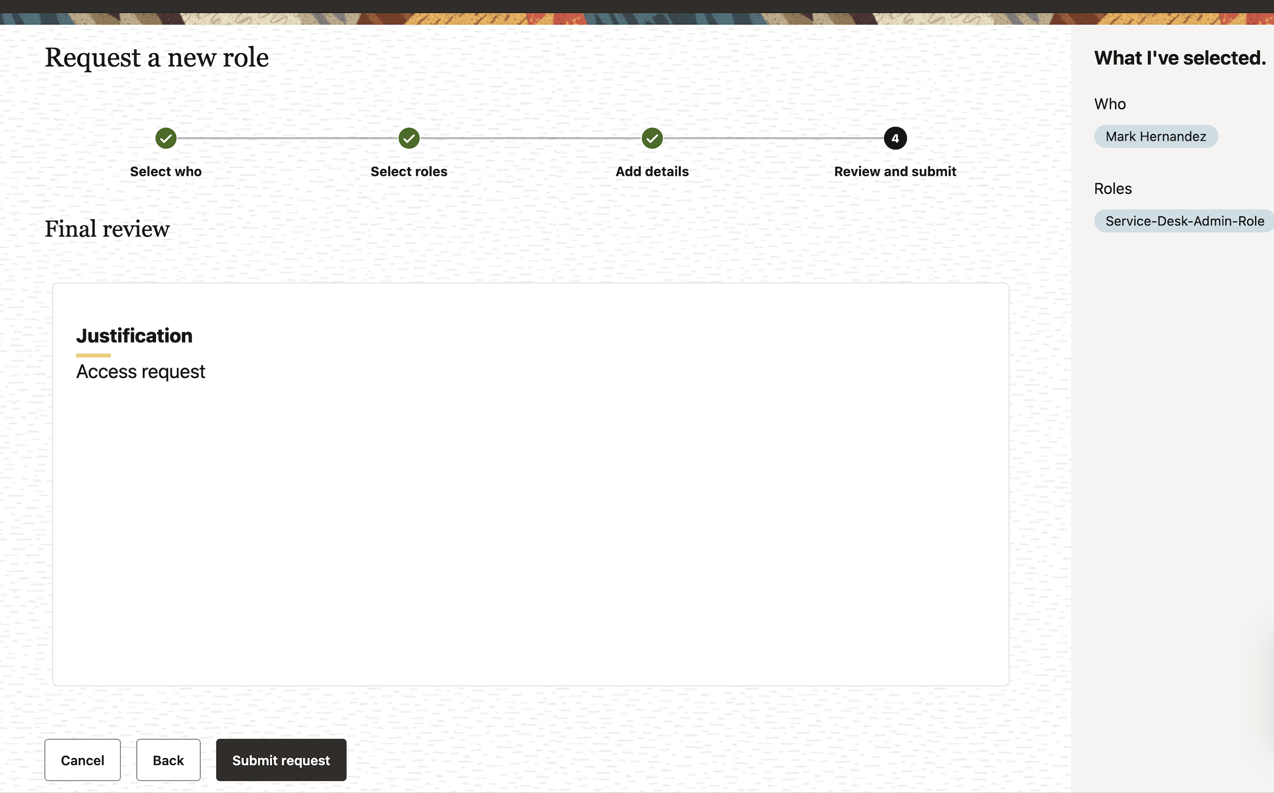 Request a new role
4
Select who
Select roles
Add details
Review and submit
Final review
Justification
Access request
Cancel
Back
Submit request
What I've selected.
Who
Mark Hernandez
Roles
Service-Desk-Admin-Role